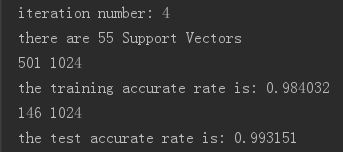 iteration number: 4
there are 55 Support Vectors
501 1024
the training accurate rate is: 0.984032
146 1024
the test accurate rate is: 0.993151